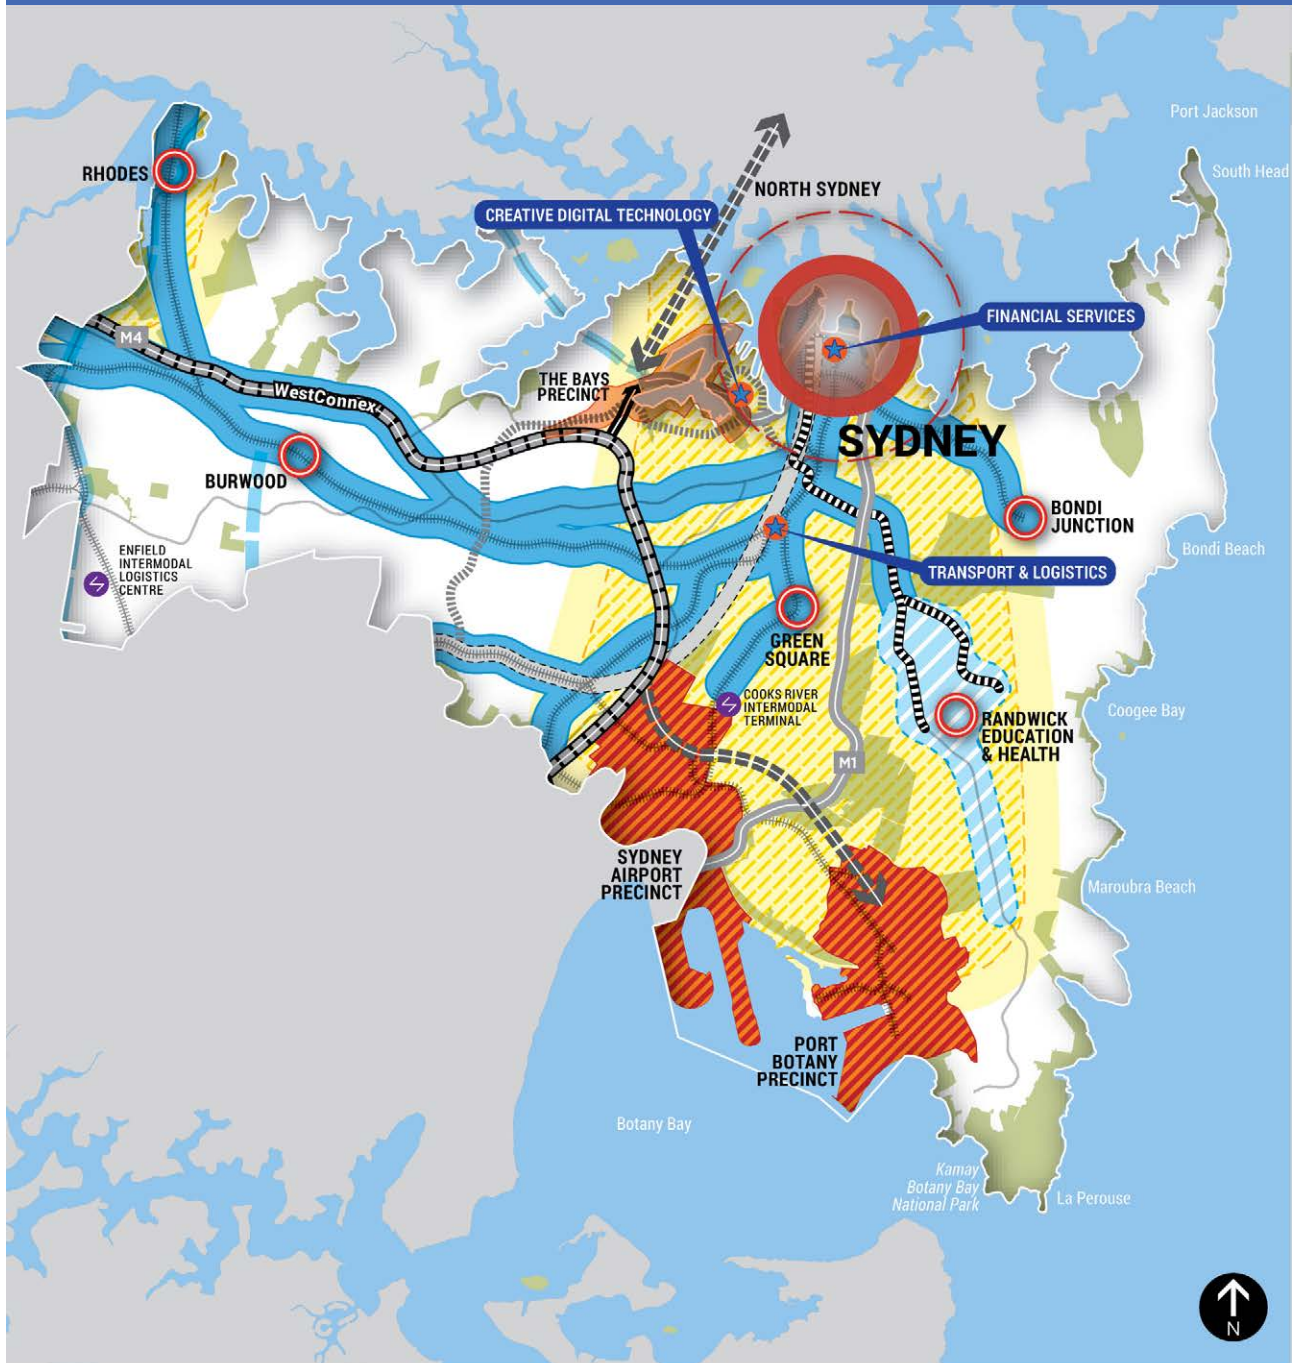 Port Jackson
South Head
RHODES
NORTH SYDNEY
CREATIVE DIGITAL TECHNOLOGY
FINANCIAL SERVICES
M4
WestConnex
THE BAYS
PRECINCT
SYDNEY
BURWOOD
BONDI
JUNCTION
Bondi Beach
ENFIELD
INTERMODAL
LOGISTICS
CENTRE
TRANSPORT & LOGISTICS
GREEN
SQUARE
COOKS RIVER
INTERMODAL
TERMINAL
RANDWICK
EDUCATION
& HEALTH
Coogee Bay
M1
SYDNEY
AIRPORT
PRECINCT
Maroubra Beach
PORT
BOTANY
PRECINCT
Botany Bay
Kamay
Botany Bay
National Park
La Perouse
N